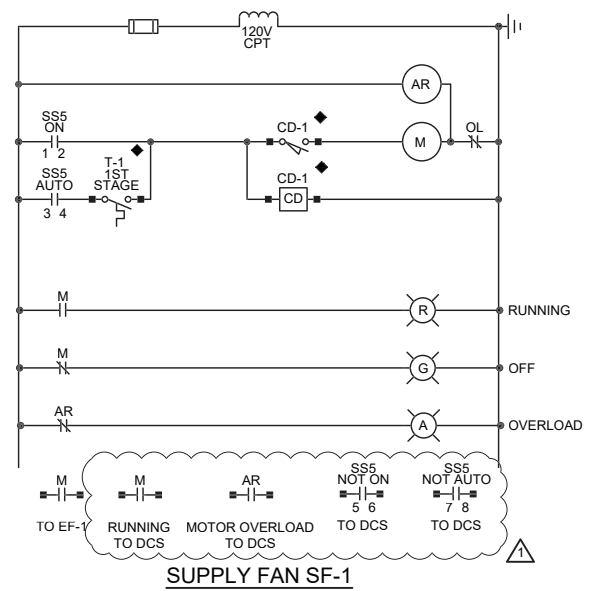 120V
CPT
AR
SS5
ON
1 2
CD-1
M
OL
SS5
AUTO
3 4
T-1
1ST
STAGE
CD-1
CD
M
R
RUNNING
M
G
OFF
AR
A
OVERLOAD
M
TO EF-1
M
RUNNING
TO DCS
AR
MOTOR OVERLOAD
TO DCS
SS5
NOT ON
5 6
TO DCS
SS5
NOT AUTO
7 8
TO DCS
1
SUPPLY FAN SF-1